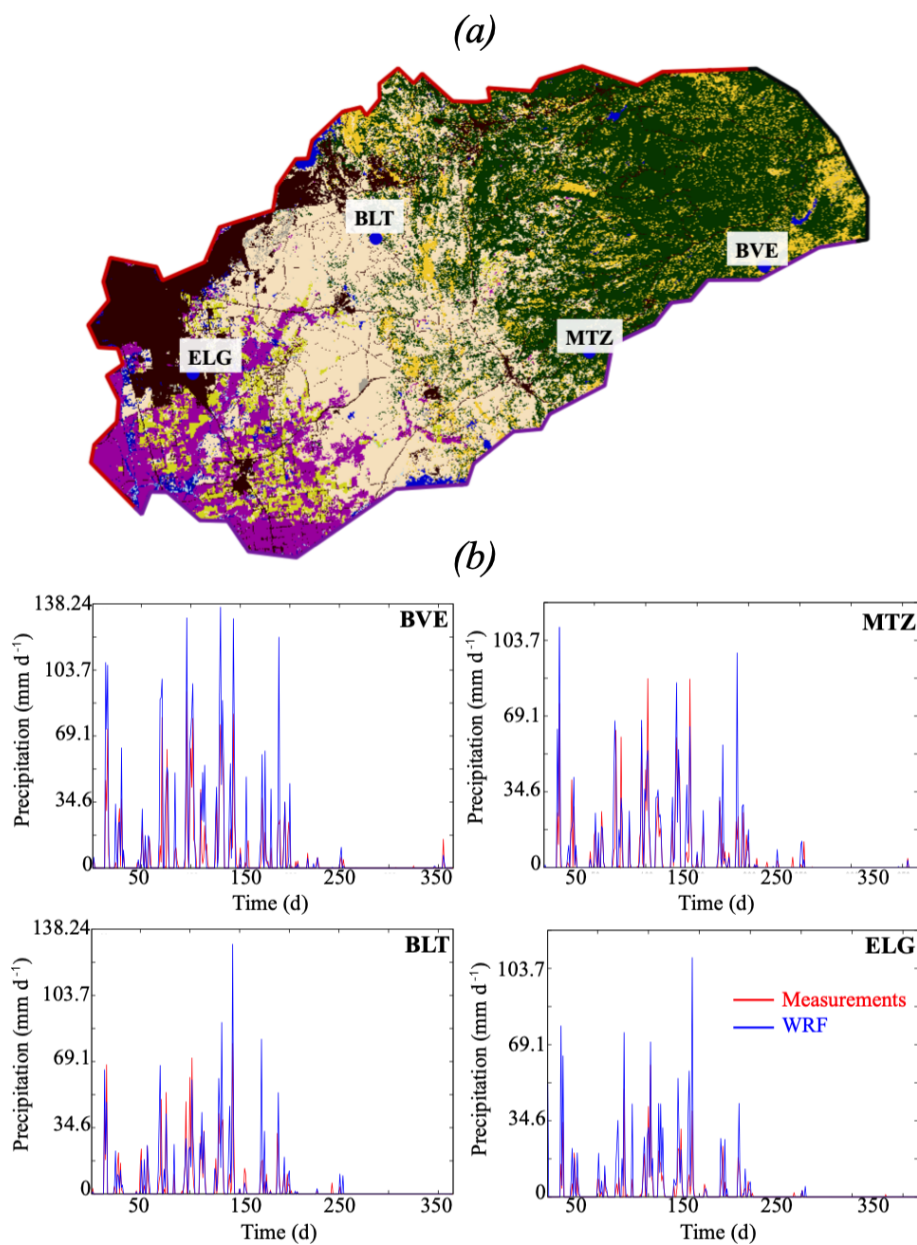 (a)
BLT
BVE
MTZ
ELG
(b)
138.24
103.7
69.1
34.6
0
Precipitation (mm d⁻¹)
BVE
50
150
250
350
Time (d)
103.7
69.1
34.6
0
Precipitation (mm d⁻¹)
MTZ
50
150
250
350
Time (d)
138.24
103.7
69.1
34.6
0
Precipitation (mm d⁻¹)
BLT
50
150
250
350
Time (d)
103.7
69.1
34.6
0
Precipitation (mm d⁻¹)
ELG
Measurements
WRF
50
150
250
350
Time (d)